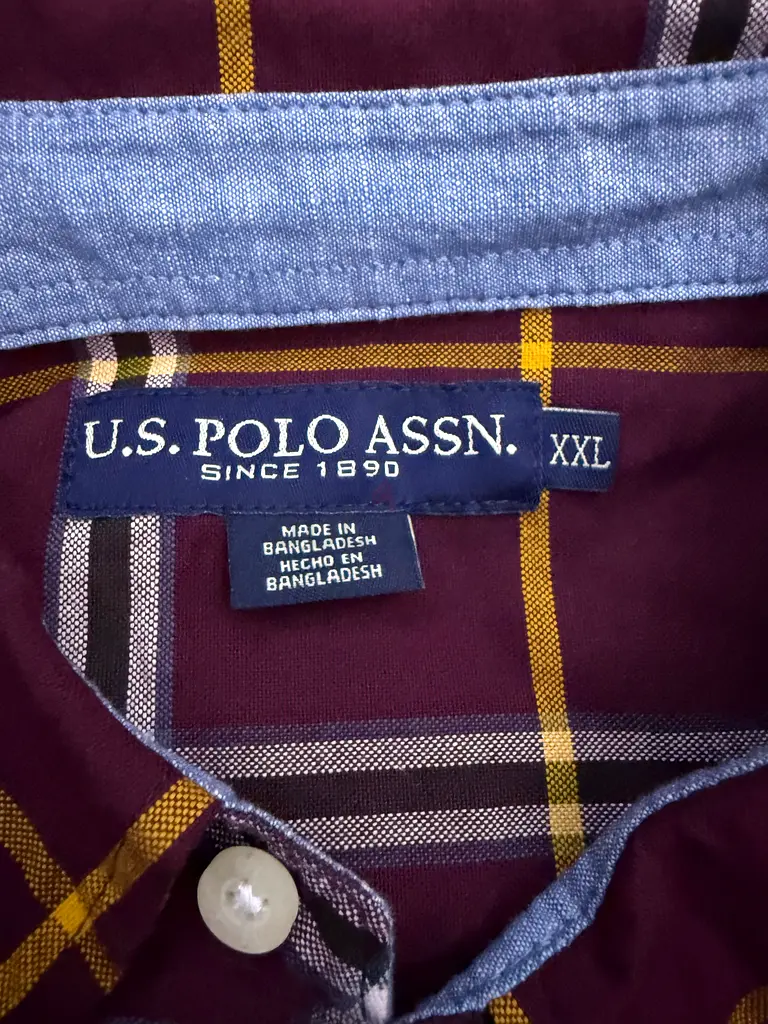 U.S. POLO ASSN.
SINCE 1890
XXL
MADE IN
BANGLADESH
HECHO EN
BANGLADESH